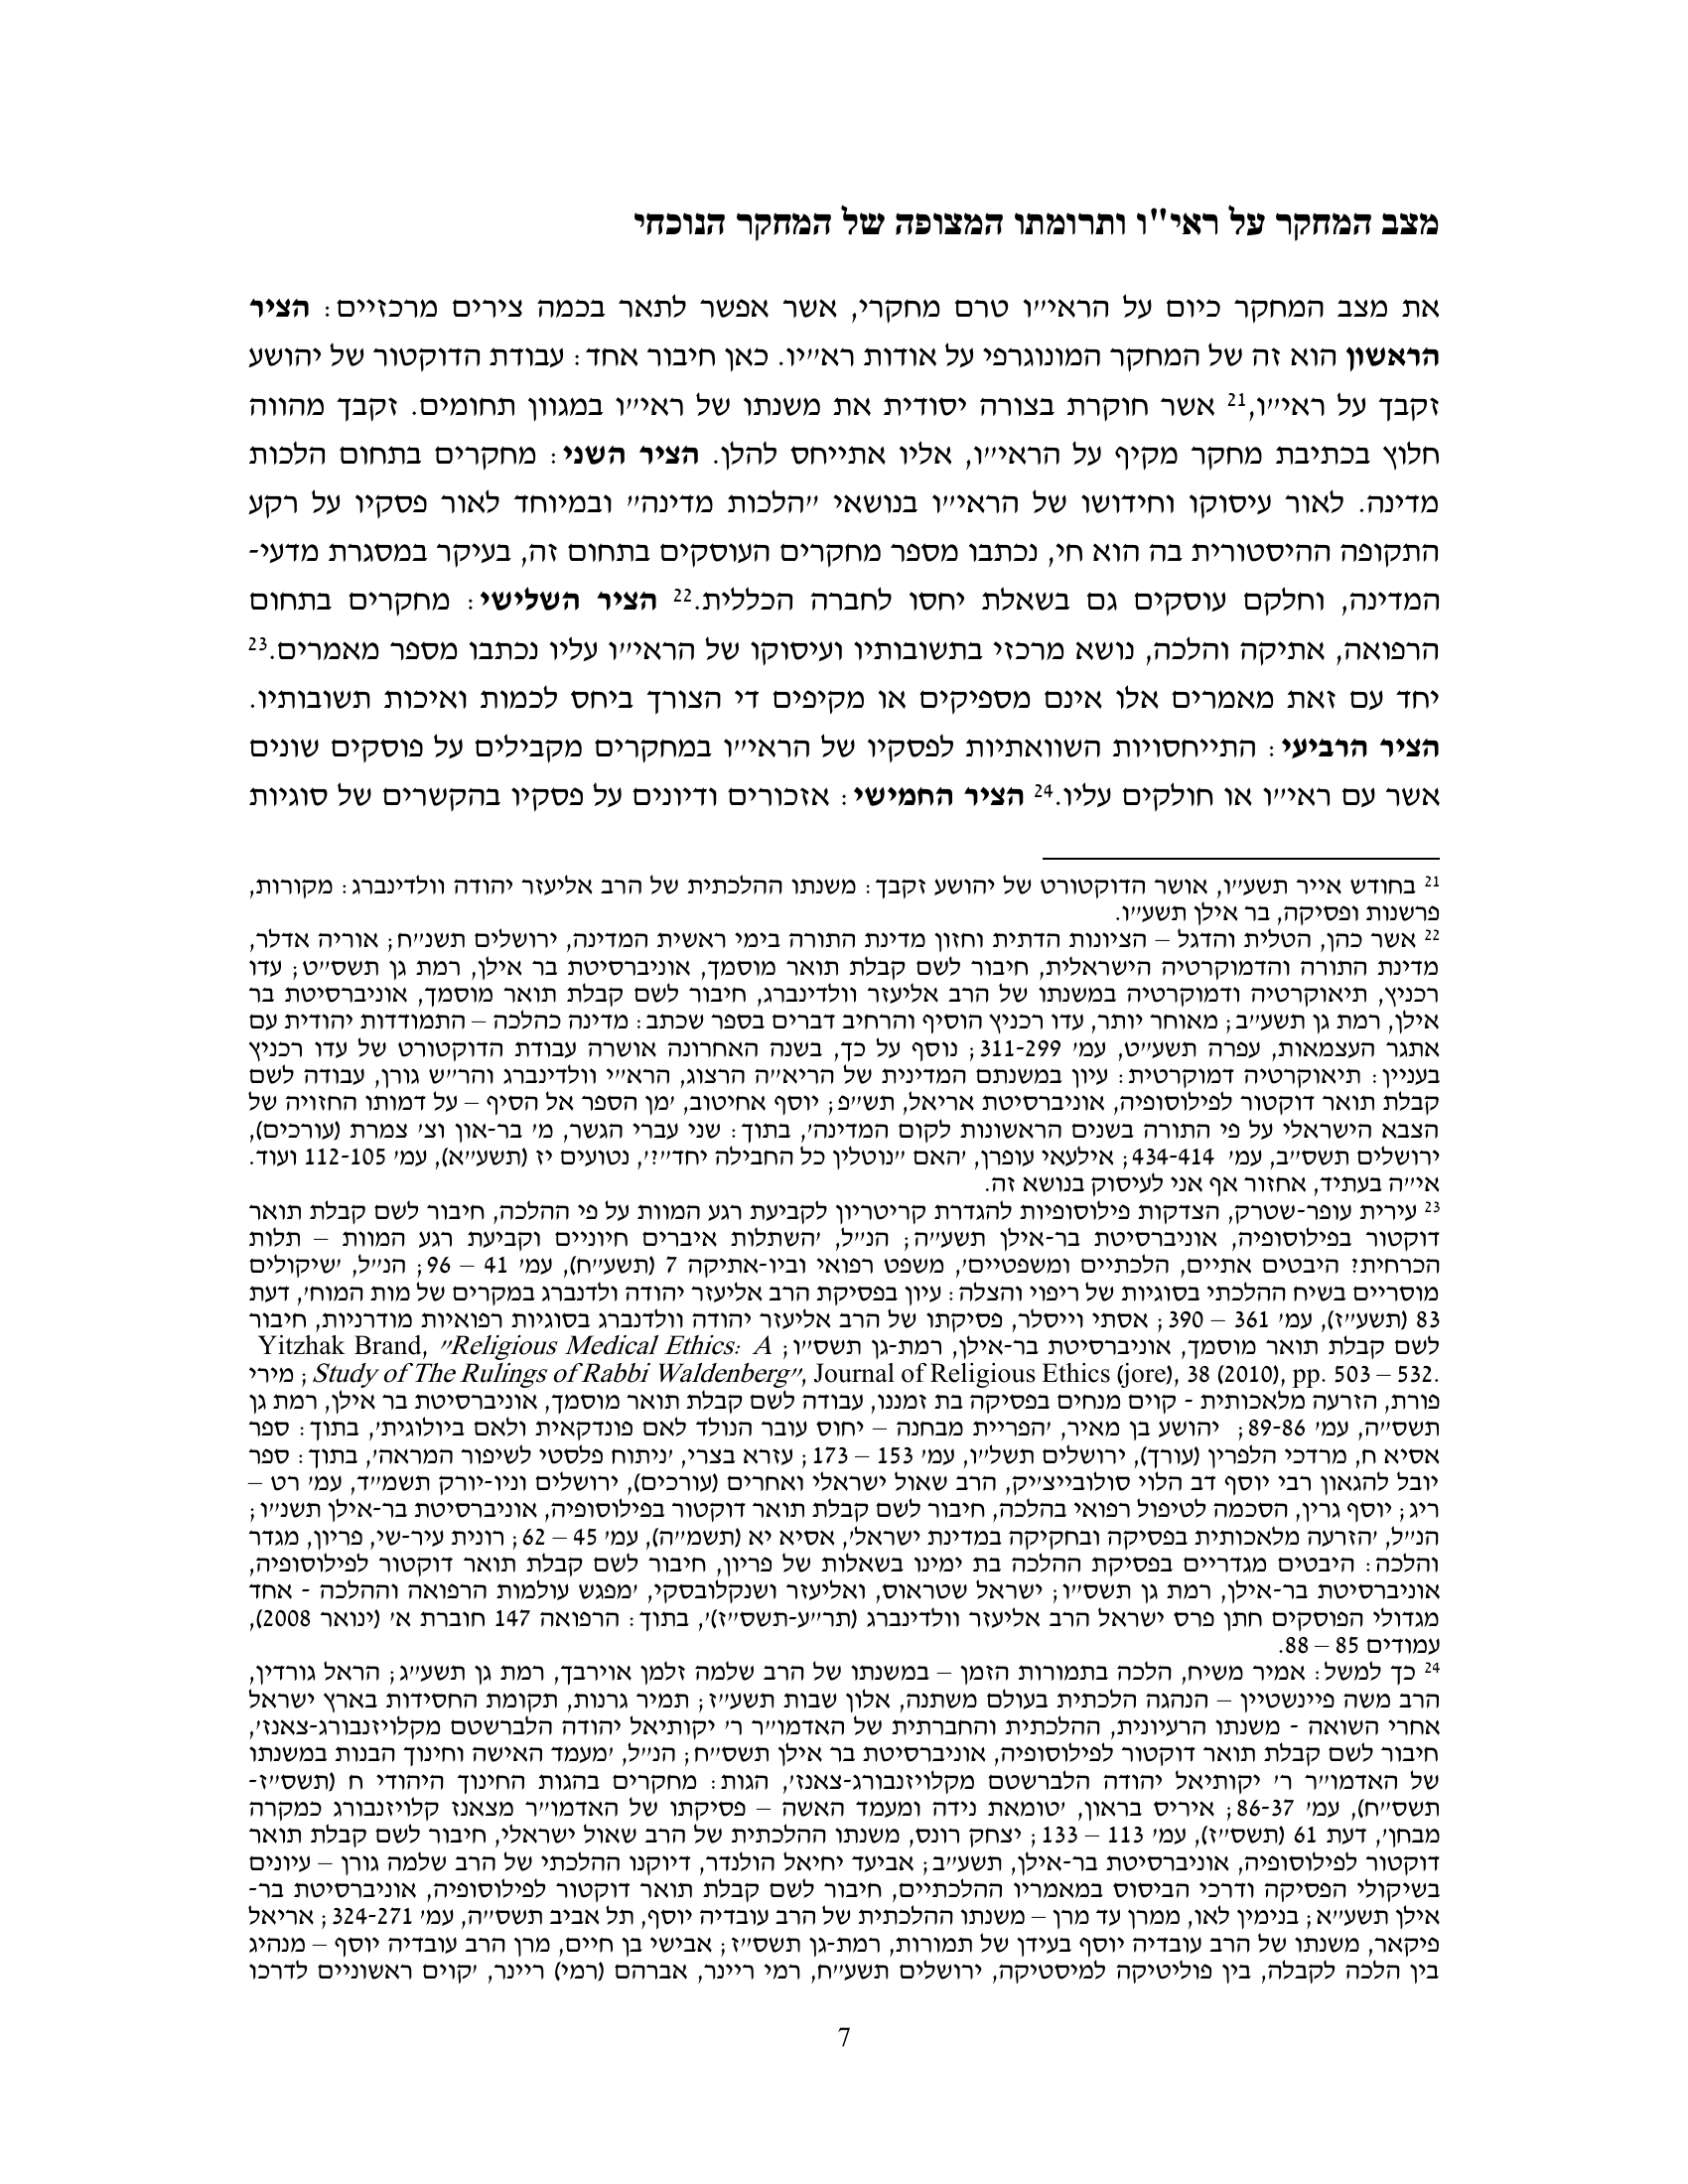 מצב המחקר על ראי"ו ותרומתו המצופה של המחקר הנוכחי
את מצב המחקר כיום על הראי״ו טרם מחקרי, אשר אפשר לתאר בכמה צירים מרכזיים: הציר
הראשון הוא זה של המחקר המונוגרפי על אודות רא״יו. כאן חיבור אחד: עבודת הדוקטור של יהושע
זקבך על ראי״ו,21 אשר חוקרת בצורה יסודית את משנתו של ראי״ו במגוון תחומים. זקבך מהווה
חלוץ בכתיבת מחקר מקיף על הראי״ו, אליו אתייחס להלן. הציר השני: מחקרים בתחום הלכות
מדינה. לאור עיסוקו וחידושו של הראי״ו בנושאי ״הלכות מדינה״ ובמיוחד לאור פסקיו על רקע
התקופה ההיסטורית בה הוא חי, נכתבו מספר מחקרים העוסקים בתחום זה, בעיקר במסגרת מדעי-
המדינה, וחלקם עוסקים גם בשאלת יחסו לחברה הכללית.22 הציר השלישי: מחקרים בתחום
הרפואה, אתיקה והלכה, נושא מרכזי בתשובותיו ועיסוקו של הראי״ו עליו נכתבו מספר מאמרים.23
יחד עם זאת מאמרים אלו אינם מספיקים או מקיפים די הצורך ביחס לכמות ואיכות תשובותיו.
הציר הרביעי: התייחסויות השוואתיות לפסקיו של הראי״ו במחקרים מקבילים על פוסקים שונים
אשר עם ראי״ו או חולקים עליו.24 הציר החמישי: אזכורים ודיונים על פסקיו בהקשרים של סוגיות
21 בחודש אייר תשע״ו, אושר הדוקטורט של יהושע זקבך: משנתו ההלכתית של הרב אליעזר יהודה וולדינברג: מקורות,
פרשנות ופסיקה, בר אילן תשע״ו.
22 אשר כהן, הטלית והדגל – הציונות הדתית וחזון מדינת התורה בימי ראשית המדינה, ירושלים תשנ״ח; אוריה אדלר,
מדינת התורה והדמוקרטיה הישראלית, חיבור לשם קבלת תואר מוסמך, אוניברסיטת בר אילן, רמת גן תשס״ט; עדו
רכניץ, תיאוקרטיה ודמוקרטיה במשנתו של הרב אליעזר וולדינברג, חיבור לשם קבלת תואר מוסמך, אוניברסיטת בר
אילן, רמת גן תשע״ב; מאוחר יותר, עדו רכניץ הוסיף והרחיב דברים בספר שכתב: מדינה כהלכה – התמודדות יהודית עם
אתגר העצמאות, עפרה תשע״ט, עמ׳ 311-299; נוסף על כך, בשנה האחרונה אושרה עבודת הדוקטורט של עדו רכניץ
בעניין: תיאוקרטיה דמוקרטית: עיון במשנתם המדינית של הריא״ה הרצוג, הרא״י וולדינברג והר״ש גורן, עבודה לשם
קבלת תואר דוקטור לפילוסופיה, אוניברסיטת אריאל, תש״פ; יוסף אחיטוב, ׳מן הספר אל הסיף – על דמותו החזויה של
הצבא הישראלי על פי התורה בשנים הראשונות לקום המדינה׳, בתוך: שני עברי הגשר, מ׳ בר-און וצ׳ צמרת (עורכים),
ירושלים תשס״ב, עמ׳ 434-414; אילעאי עופרן, ׳האם ״נוטלין כל החבילה יחד״?׳, נטועים יז (תשע״א), עמ׳ 112-105 ועוד.
אי״ה בעתיד, אחזור אף אני לעיסוק בנושא זה.
23 עירית עופר-שטרק, הצדקות פילוסופיות להגדרת קריטריון לקביעת רגע המוות על פי ההלכה, חיבור לשם קבלת תואר
דוקטור בפילוסופיה, אוניברסיטת בר-אילן תשע״ה; הנ״ל, ׳השתלות איברים חיוניים וקביעת רגע המוות – תלות
הכרחית? היבטים אתיים, הלכתיים ומשפטיים׳, משפט רפואי וביו-אתיקה 7 (תשע״ח), עמ׳ 41 – 96; הנ״ל, ׳שיקולים
מוסריים בשיח ההלכתי בסוגיות של ריפוי והצלה: עיון בפסיקת הרב אליעזר יהודה ולדנברג במקרים של מות המוח׳, דעת
83 (תשע״ז), עמ׳ 361 – 390; אסתי וייסלר, פסיקתו של הרב אליעזר יהודה וולדנברג בסוגיות רפואיות מודרניות, חיבור
לשם קבלת תואר מוסמך, אוניברסיטת בר-אילן, רמת-גן תשס״ו; Yitzhak Brand, ״Religious Medical Ethics: A
Study of The Rulings of Rabbi Waldenberg״, Journal of Religious Ethics (jore), 38 (2010), pp. 503 – 532.; מירי
פורת, הזרעה מלאכותית - קוים מנחים בפסיקה בת זמננו, עבודה לשם קבלת תואר מוסמך, אוניברסיטת בר אילן, רמת גן
תשס״ה, עמ׳ 89-86; יהושע בן מאיר, ׳הפריית מבחנה – יחוס עובר הנולד לאם פונדקאית ולאם ביולוגית׳, בתוך: ספר
אסיא ח, מרדכי הלפרין (עורך), ירושלים תשל״ו, עמ׳ 153 – 173; עזרא בצרי, ׳ניתוח פלסטי לשיפור המראה׳, בתוך: ספר
יובל להגאון רבי יוסף דב הלוי סולובייצ׳יק, הרב שאול ישראלי ואחרים (עורכים), ירושלים וניו-יורק תשמ״ד, עמ׳ רט –
ריג; יוסף גרין, הסכמה לטיפול רפואי בהלכה, חיבור לשם קבלת תואר דוקטור בפילוסופיה, אוניברסיטת בר-אילן תשנ״ו;
הנ״ל, ׳הזרעה מלאכותית בפסיקה ובחקיקה במדינת ישראל׳, אסיא יא (תשמ״ה), עמ׳ 45 – 62; רונית עיר-שי, פריון, מגדר
והלכה: היבטים מגדריים בפסיקת ההלכה בת ימינו בשאלות של פריון, חיבור לשם קבלת תואר דוקטור לפילוסופיה,
אוניברסיטת בר-אילן, רמת גן תשס״ו; ישראל שטראוס, ואליעזר ושנקלובסקי, ׳מפגש עולמות הרפואה וההלכה - אחד
מגדולי הפוסקים חתן פרס ישראל הרב אליעזר וולדינברג (תר״ע-תשס״ז)׳, בתוך: הרפואה 147 חוברת א׳ (ינואר 2008),
עמודים 85 – 88.
24 כך למשל: אמיר משיח, הלכה בתמורות הזמן – במשנתו של הרב שלמה זלמן אוירבך, רמת גן תשע״ג; הראל גורדין,
הרב משה פיינשטיין – הנהגה הלכתית בעולם משתנה, אלון שבות תשע״ז; תמיר גרנות, תקומת החסידות בארץ ישראל
אחרי השואה - משנתו הרעיונית, ההלכתית והחברתית של האדמו״ר ר׳ יקותיאל יהודה הלברשטם מקלויזנבורג-צאנז׳,
חיבור לשם קבלת תואר דוקטור לפילוסופיה, אוניברסיטת בר אילן תשס״ח; הנ״ל, ׳מעמד האישה וחינוך הבנות במשנתו
של האדמו״ר ר׳ יקותיאל יהודה הלברשטם מקלויזנבורג-צאנז׳, הגות: מחקרים בהגות החינוך היהודי ח (תשס״ז-
תשס״ח), עמ׳ 86-37; איריס בראון, ׳טומאת נידה ומעמד האשה – פסיקתו של האדמו״ר מצאנז קלויזנבורג כמקרה
מבחן׳, דעת 61 (תשס״ז), עמ׳ 113 – 133; יצחק רונס, משנתו ההלכתית של הרב שאול ישראלי, חיבור לשם קבלת תואר
דוקטור לפילוסופיה, אוניברסיטת בר-אילן, תשע״ב; אביעד יחיאל הולנדר, דיוקנו ההלכתי של הרב שלמה גורן – עיונים
בשיקולי הפסיקה ודרכי הביסוס במאמריו ההלכתיים, חיבור לשם קבלת תואר דוקטור לפילוסופיה, אוניברסיטת בר-
אילן תשע״א; בנימין לאו, ממרן עד מרן – משנתו ההלכתית של הרב עובדיה יוסף, תל אביב תשס״ה, עמ׳ 324-271; אריאל
פיקאר, משנתו של הרב עובדיה יוסף בעידן של תמורות, רמת-גן תשס״ז; אבישי בן חיים, מרן הרב עובדיה יוסף – מנהיג
בין הלכה לקבלה, בין פוליטיקה למיסטיקה, ירושלים תשע״ח, רמי ריינר, אברהם (רמי) ריינר, ׳קוים ראשוניים לדרכו
7